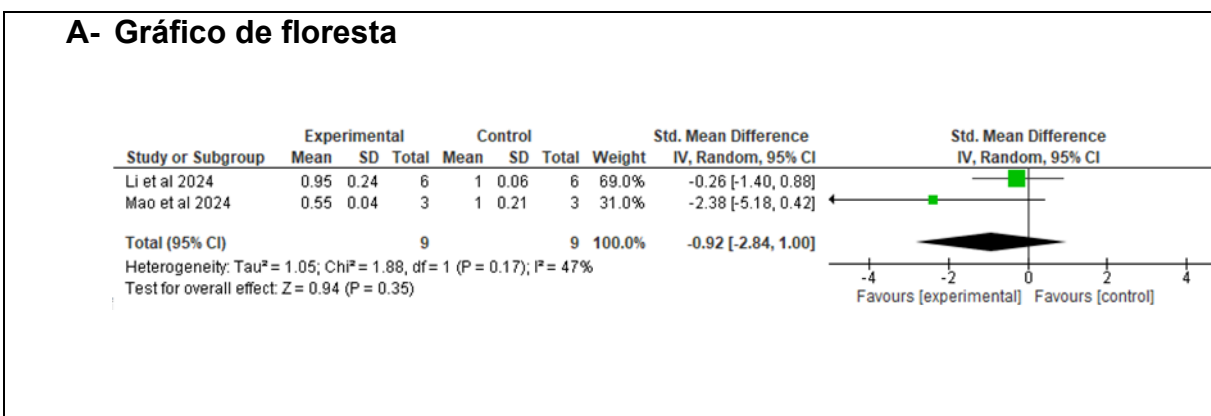 A- Gráfico de floresta
Experimental Control Std. Mean Difference Std. Mean Difference
Study or Subgroup Mean SD Total Mean SD Total Weight IV, Random, 95% CI IV, Random, 95% CI
Li et al 2024 0.95 0.24 6 1 0.06 6 69.0% -0.26 [-1.40, 0.88]
Mao et al 2024 0.55 0.04 3 1 0.21 3 31.0% -2.38 [-5.18, 0.42]
Total (95% CI) 9 9 100.0% -0.92 [-2.84, 1.00]
Heterogeneity: Tau² = 1.05; Chi² = 1.88, df = 1 (P = 0.17); I² = 47%
Test for overall effect: Z = 0.94 (P = 0.35)
-4 -2 0 2 4
Favours [experimental] Favours [control]